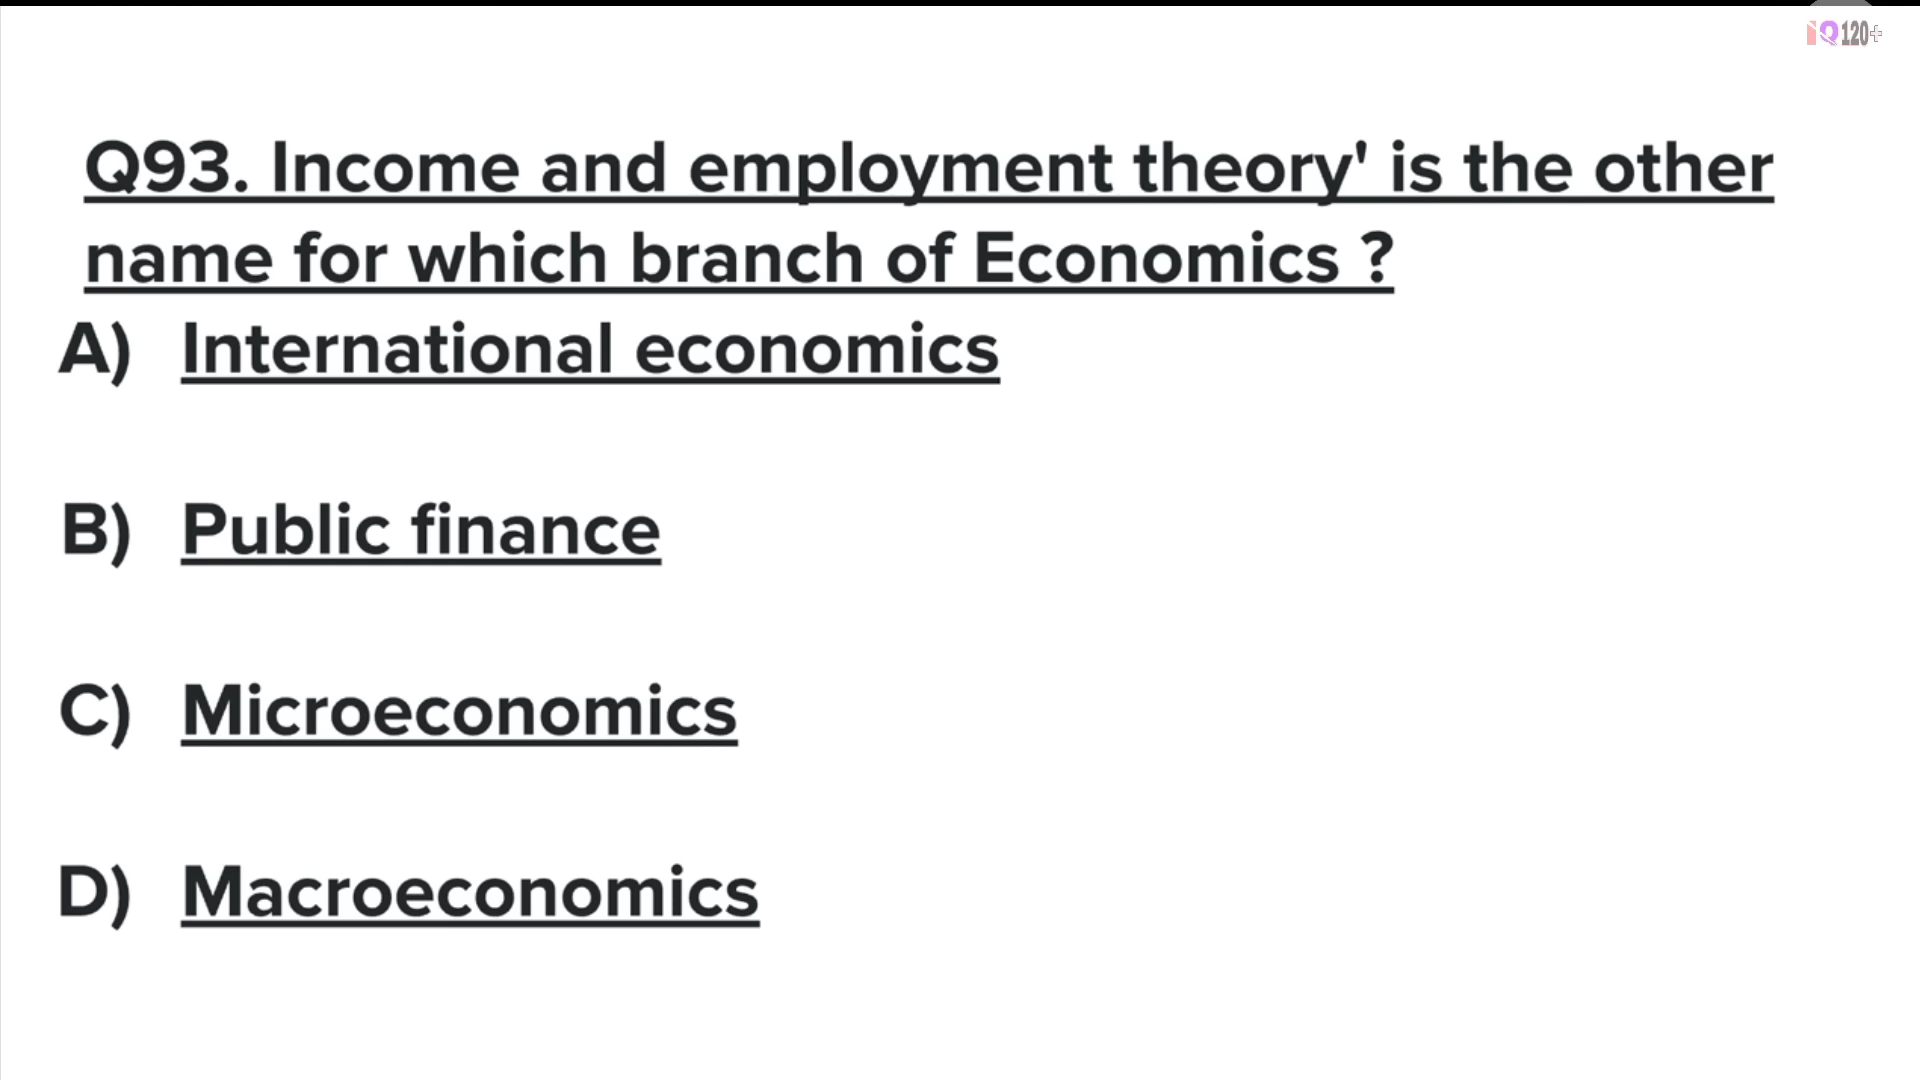 iQ120+
Q93. Income and employment theory' is the other
name for which branch of Economics ?
A) International economics
B) Public finance
C) Microeconomics
D) Macroeconomics